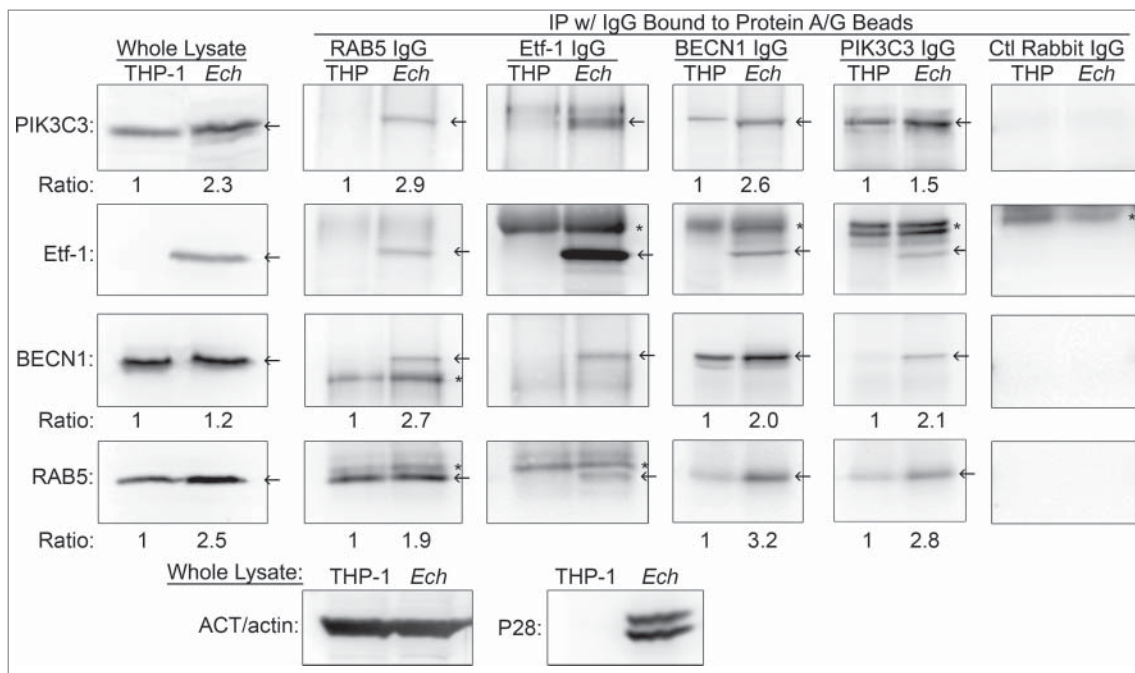 IP w/ IgG Bound to Protein A/G Beads
Whole Lysate RAB5 IgG Etf-1 IgG BECN1 IgG PIK3C3 IgG Ctl Rabbit IgG
THP-1 Ech THP Ech THP Ech THP Ech THP Ech THP Ech
PIK3C3: ← ← ← ← ←
Ratio: 1 2.3 1 2.9 1 2.6 1 1.5
Etf-1: ← ← * ← * ← * ← *
BECN1: ← ← * ← ← ←
Ratio: 1 1.2 1 2.7 1 2.0 1 2.1
RAB5: ← * ← * ← ← ←
Ratio: 1 2.5 1 1.9 1 3.2 1 2.8
Whole Lysate: THP-1 Ech THP-1 Ech
ACT/actin: P28: